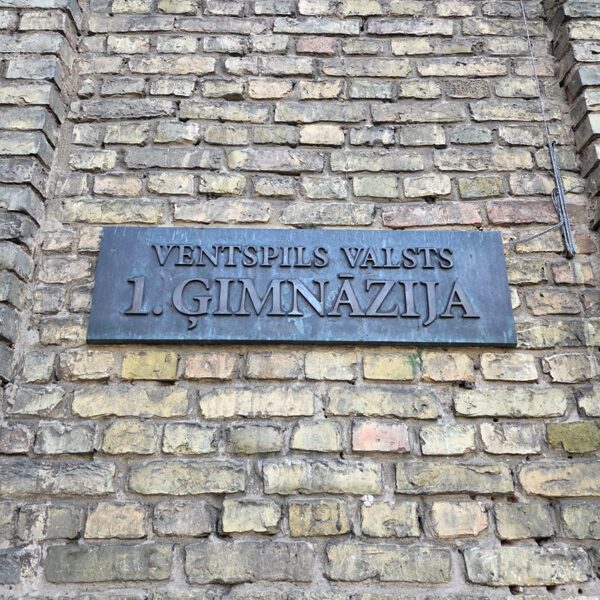 VENTSPILS VALSTS
1. ĢIMNĀZIJA